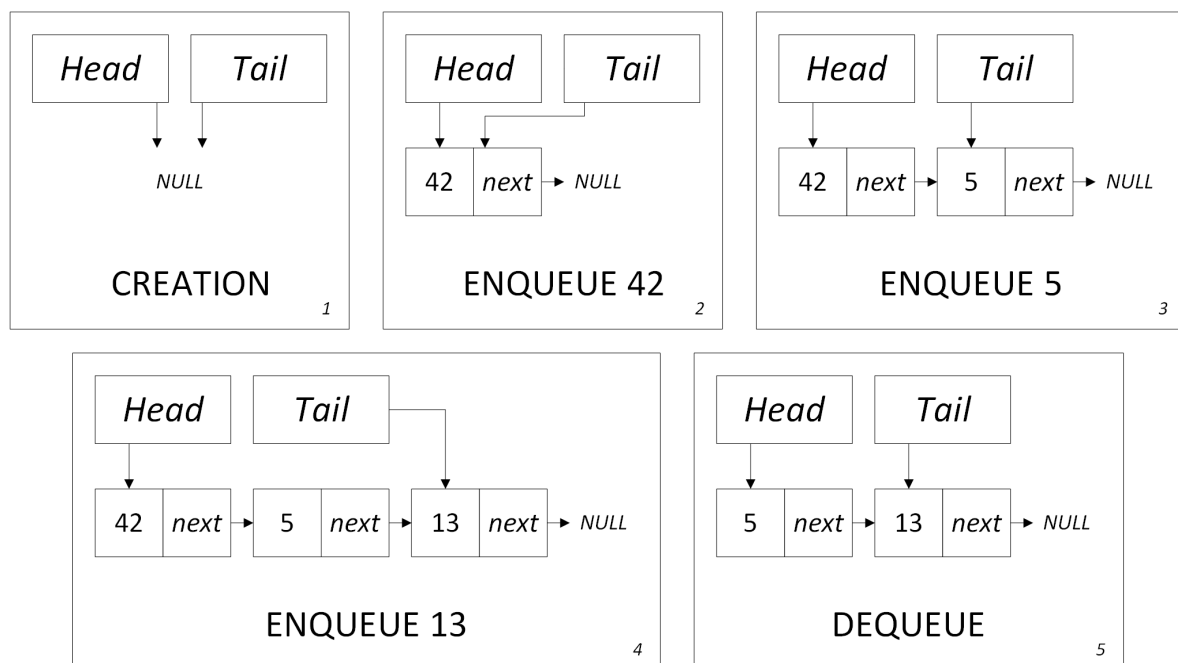 Head Tail
NULL
CREATION
1
Head Tail
42 next NULL
ENQUEUE 42
2
Head Tail
42 next 5 next NULL
ENQUEUE 5
3
Head Tail
42 next 5 next 13 next NULL
ENQUEUE 13
4
Head Tail
5 next 13 next NULL
DEQUEUE
5